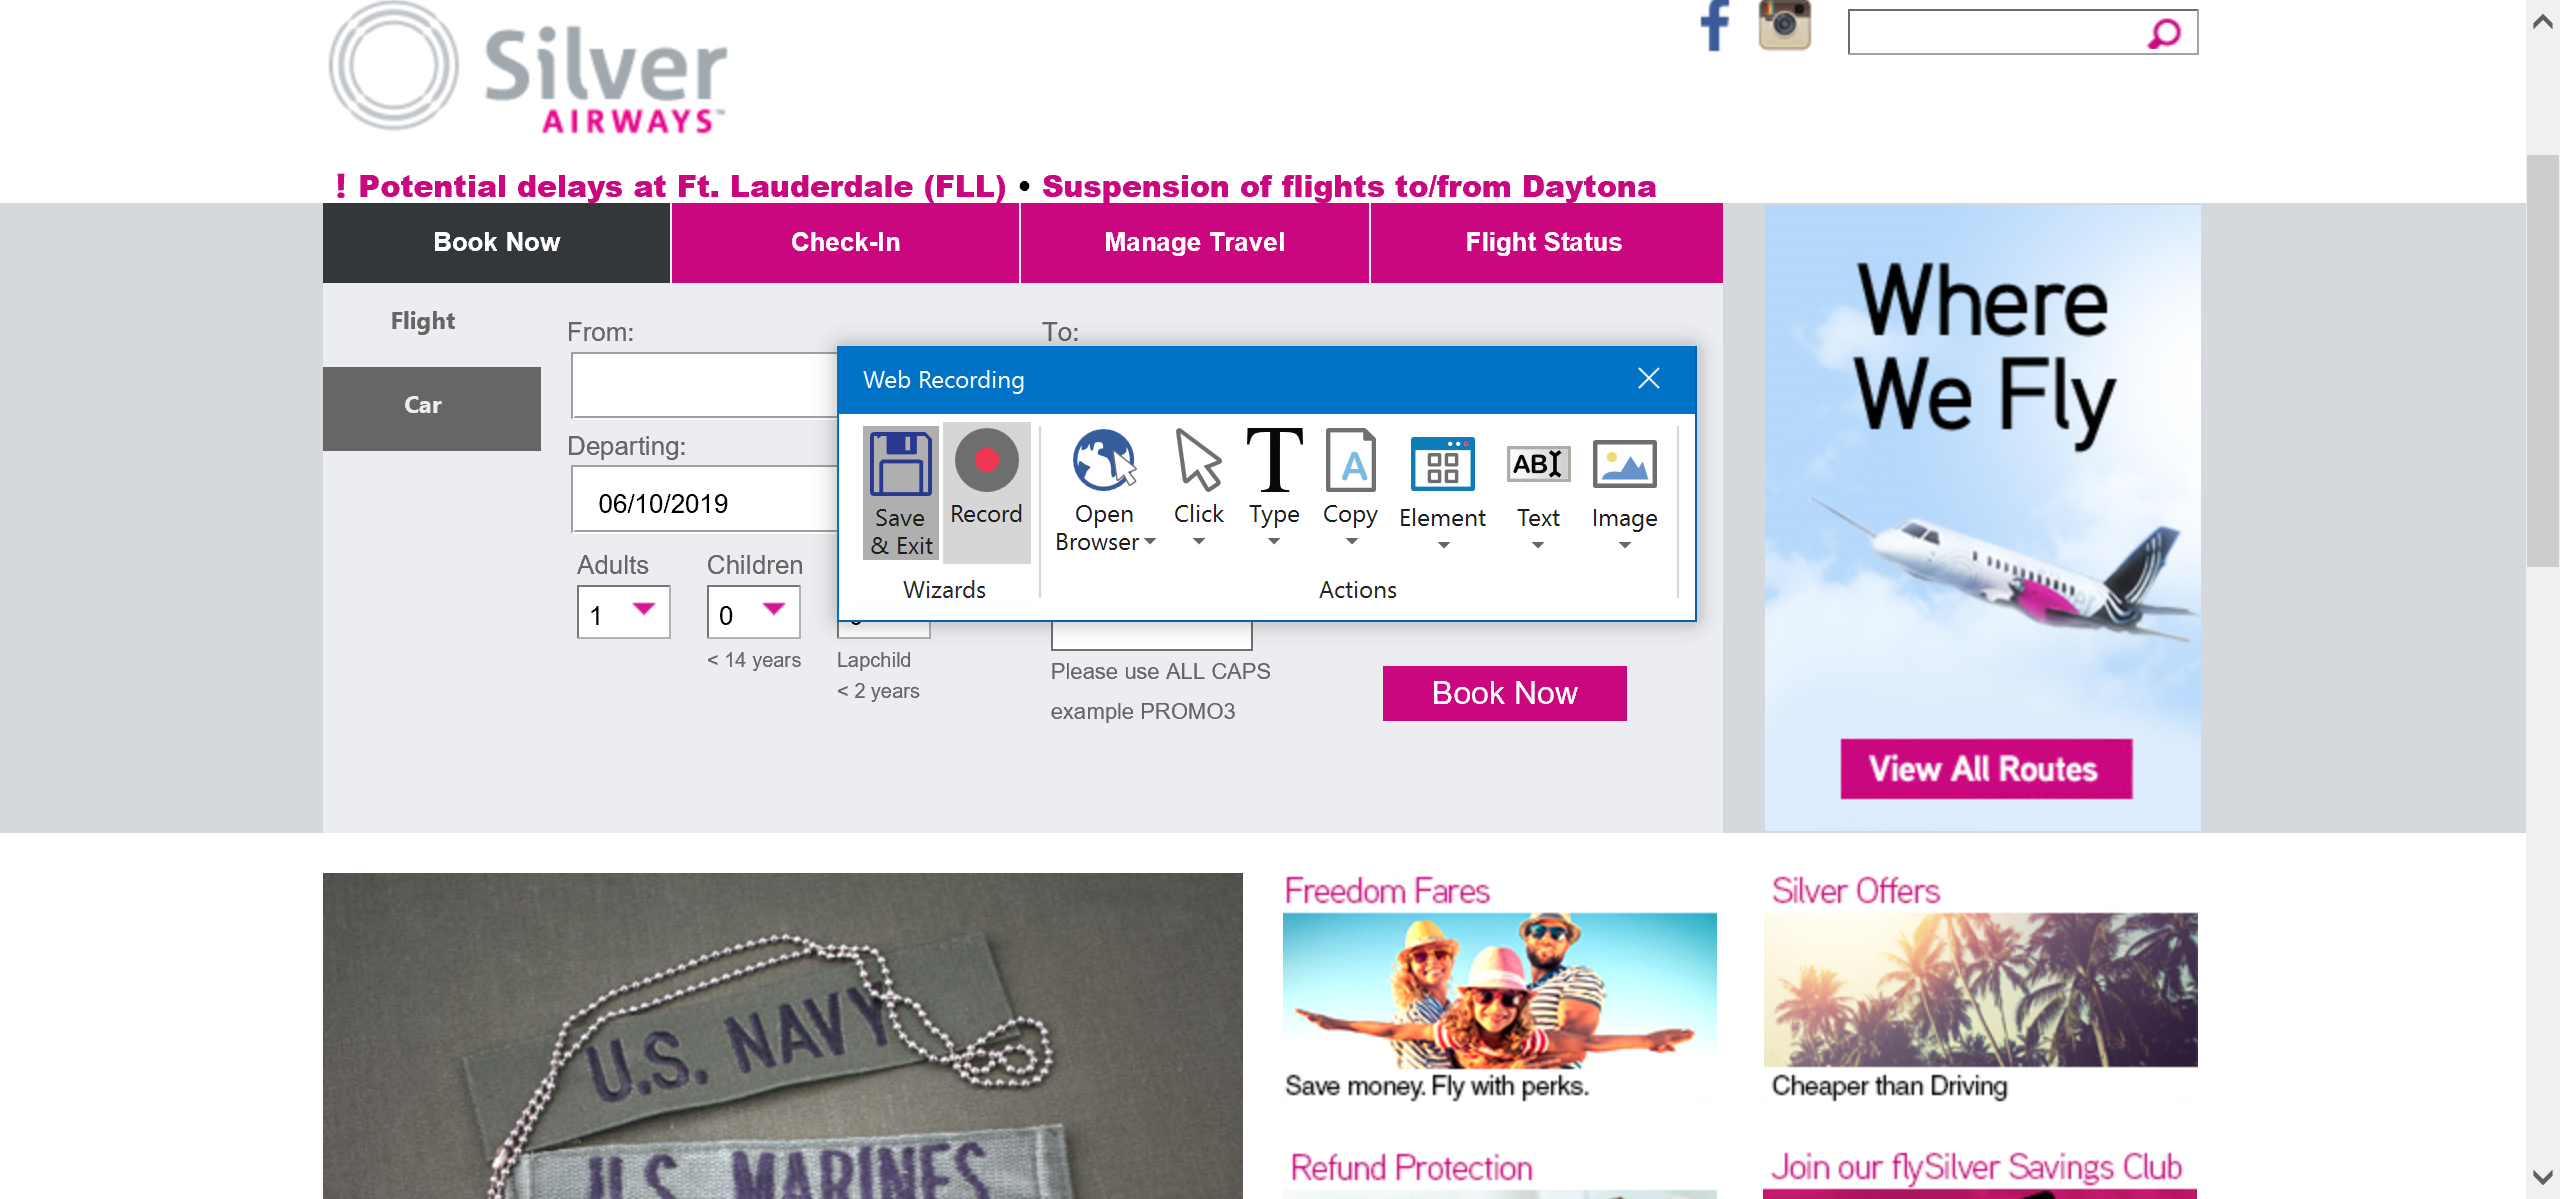 Silver
AIRWAYS™
! Potential delays at Ft. Lauderdale (FLL) • Suspension of flights to/from Daytona
Book Now
Check-In
Manage Travel
Flight Status
Flight
Car
From:
To:
Departing:
06/10/2019
Adults
Children
1
0
< 14 years
Lapchild
< 2 years
Web Recording
Save
& Exit
Record
Wizards
Open
Browser
Click
Type
Copy
Element
Text
Image
Actions
A
ABI
Please use ALL CAPS
example PROMO3
Book Now
Where
We Fly
View All Routes
U.S. NAVY
U.S. MARINES
Freedom Fares
Save money. Fly with perks.
Silver Offers
Cheaper than Driving
Refund Protection
Join our flySilver Savings Club